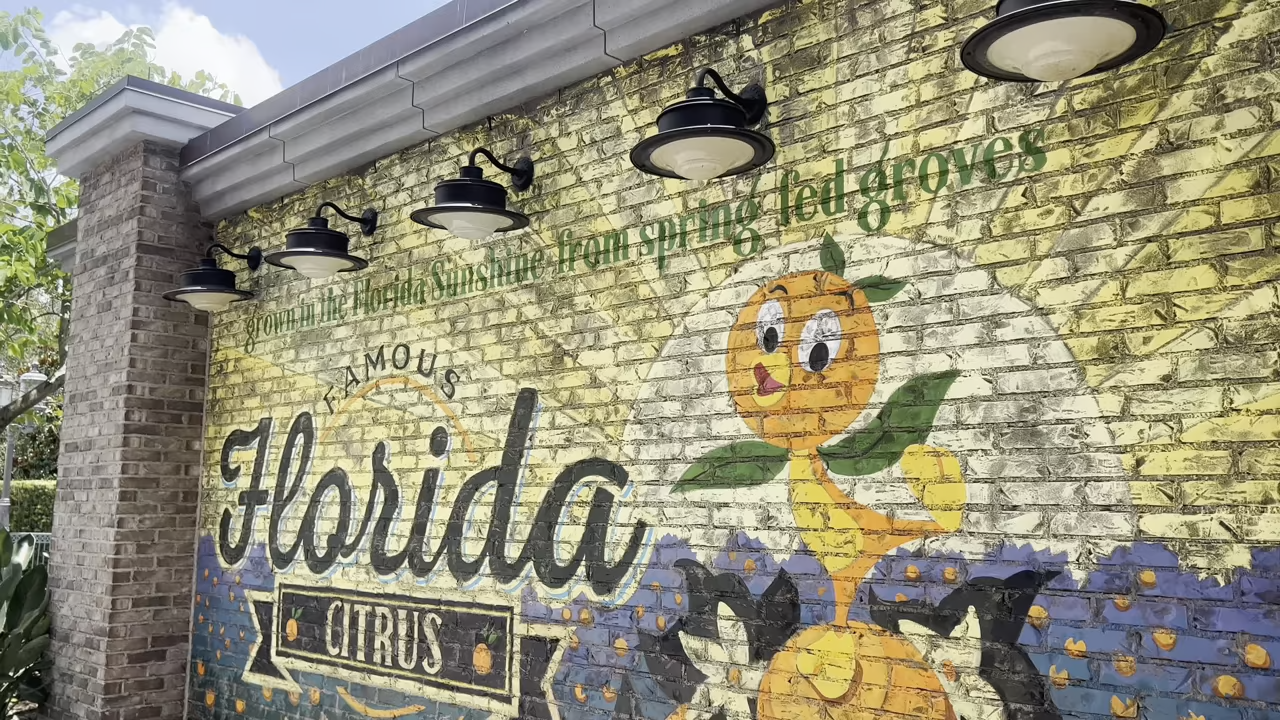 grown in the Florida Sunshine from spring fed groves
FAMOUS
Florida
CITRUS